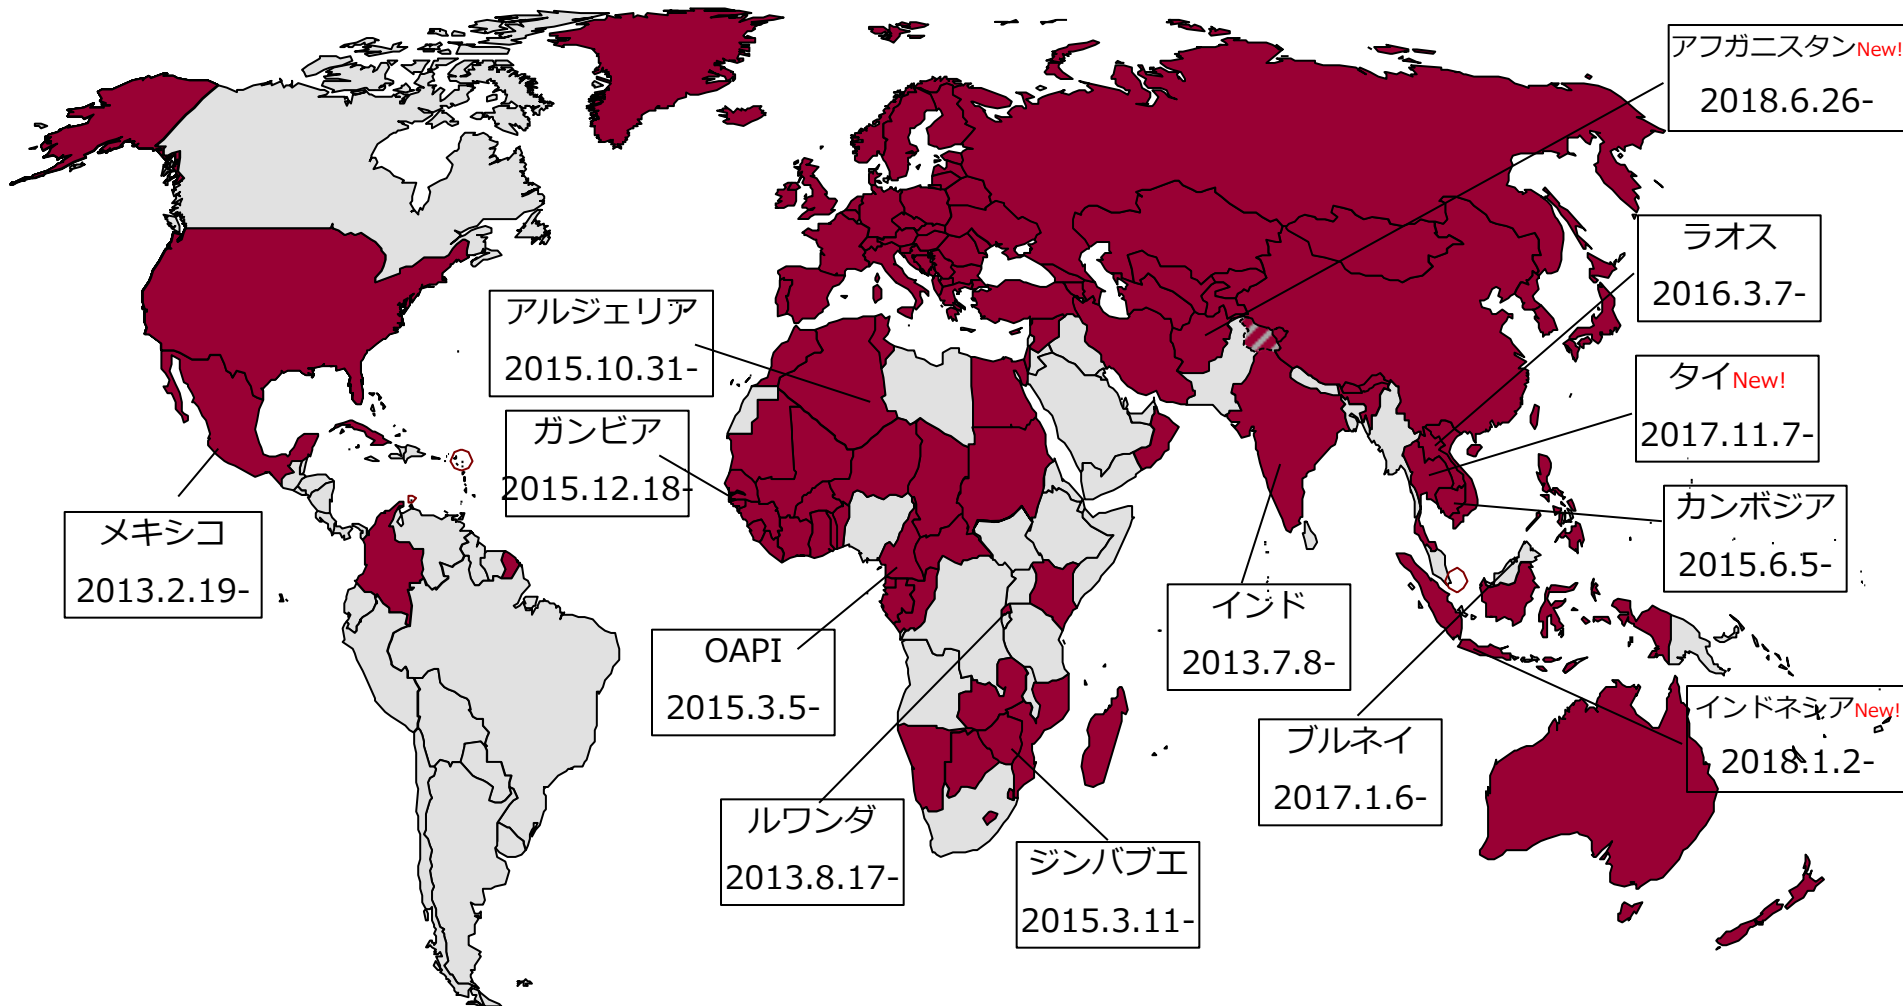 アフガニスタンNew!
2018.6.26-
ラオス
2016.3.7-
アルジェリア
2015.10.31-
タイNew!
2017.11.7-
ガンビア
2015.12.18-
カンボジア
2015.6.5-
メキシコ
2013.2.19-
インド
2013.7.8-
OAPI
2015.3.5-
インドネシアNew!
2018.1.2-
ブルネイ
2017.1.6-
ルワンダ
2013.8.17-
ジンバブエ
2015.3.11-